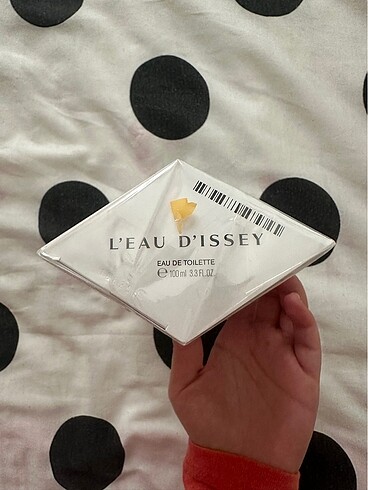 L'EAU D'ISSEY
EAU DE TOILETTE
℮ 100 ml 3.3 FL.OZ.